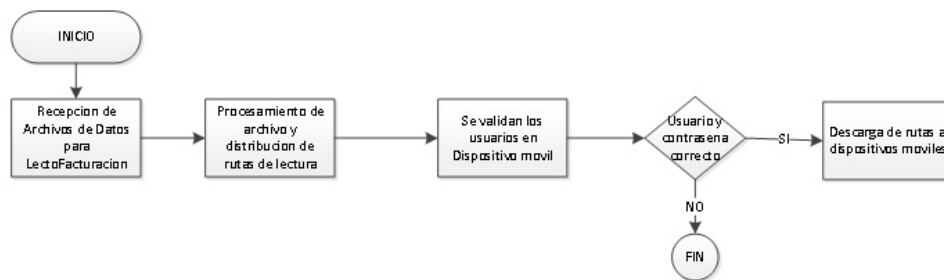 INICIO
Recepcion de
Archivos de Datos
para
LectoFacturacion
Procesamiento de
archivo y
distribucion de
rutas de lectura
Se validan los
usuarios en
Dispositivo movil
Usuario y
contrasena
correcto
SI
Descarga de rutas a
dispositivos moviles
NO
FIN